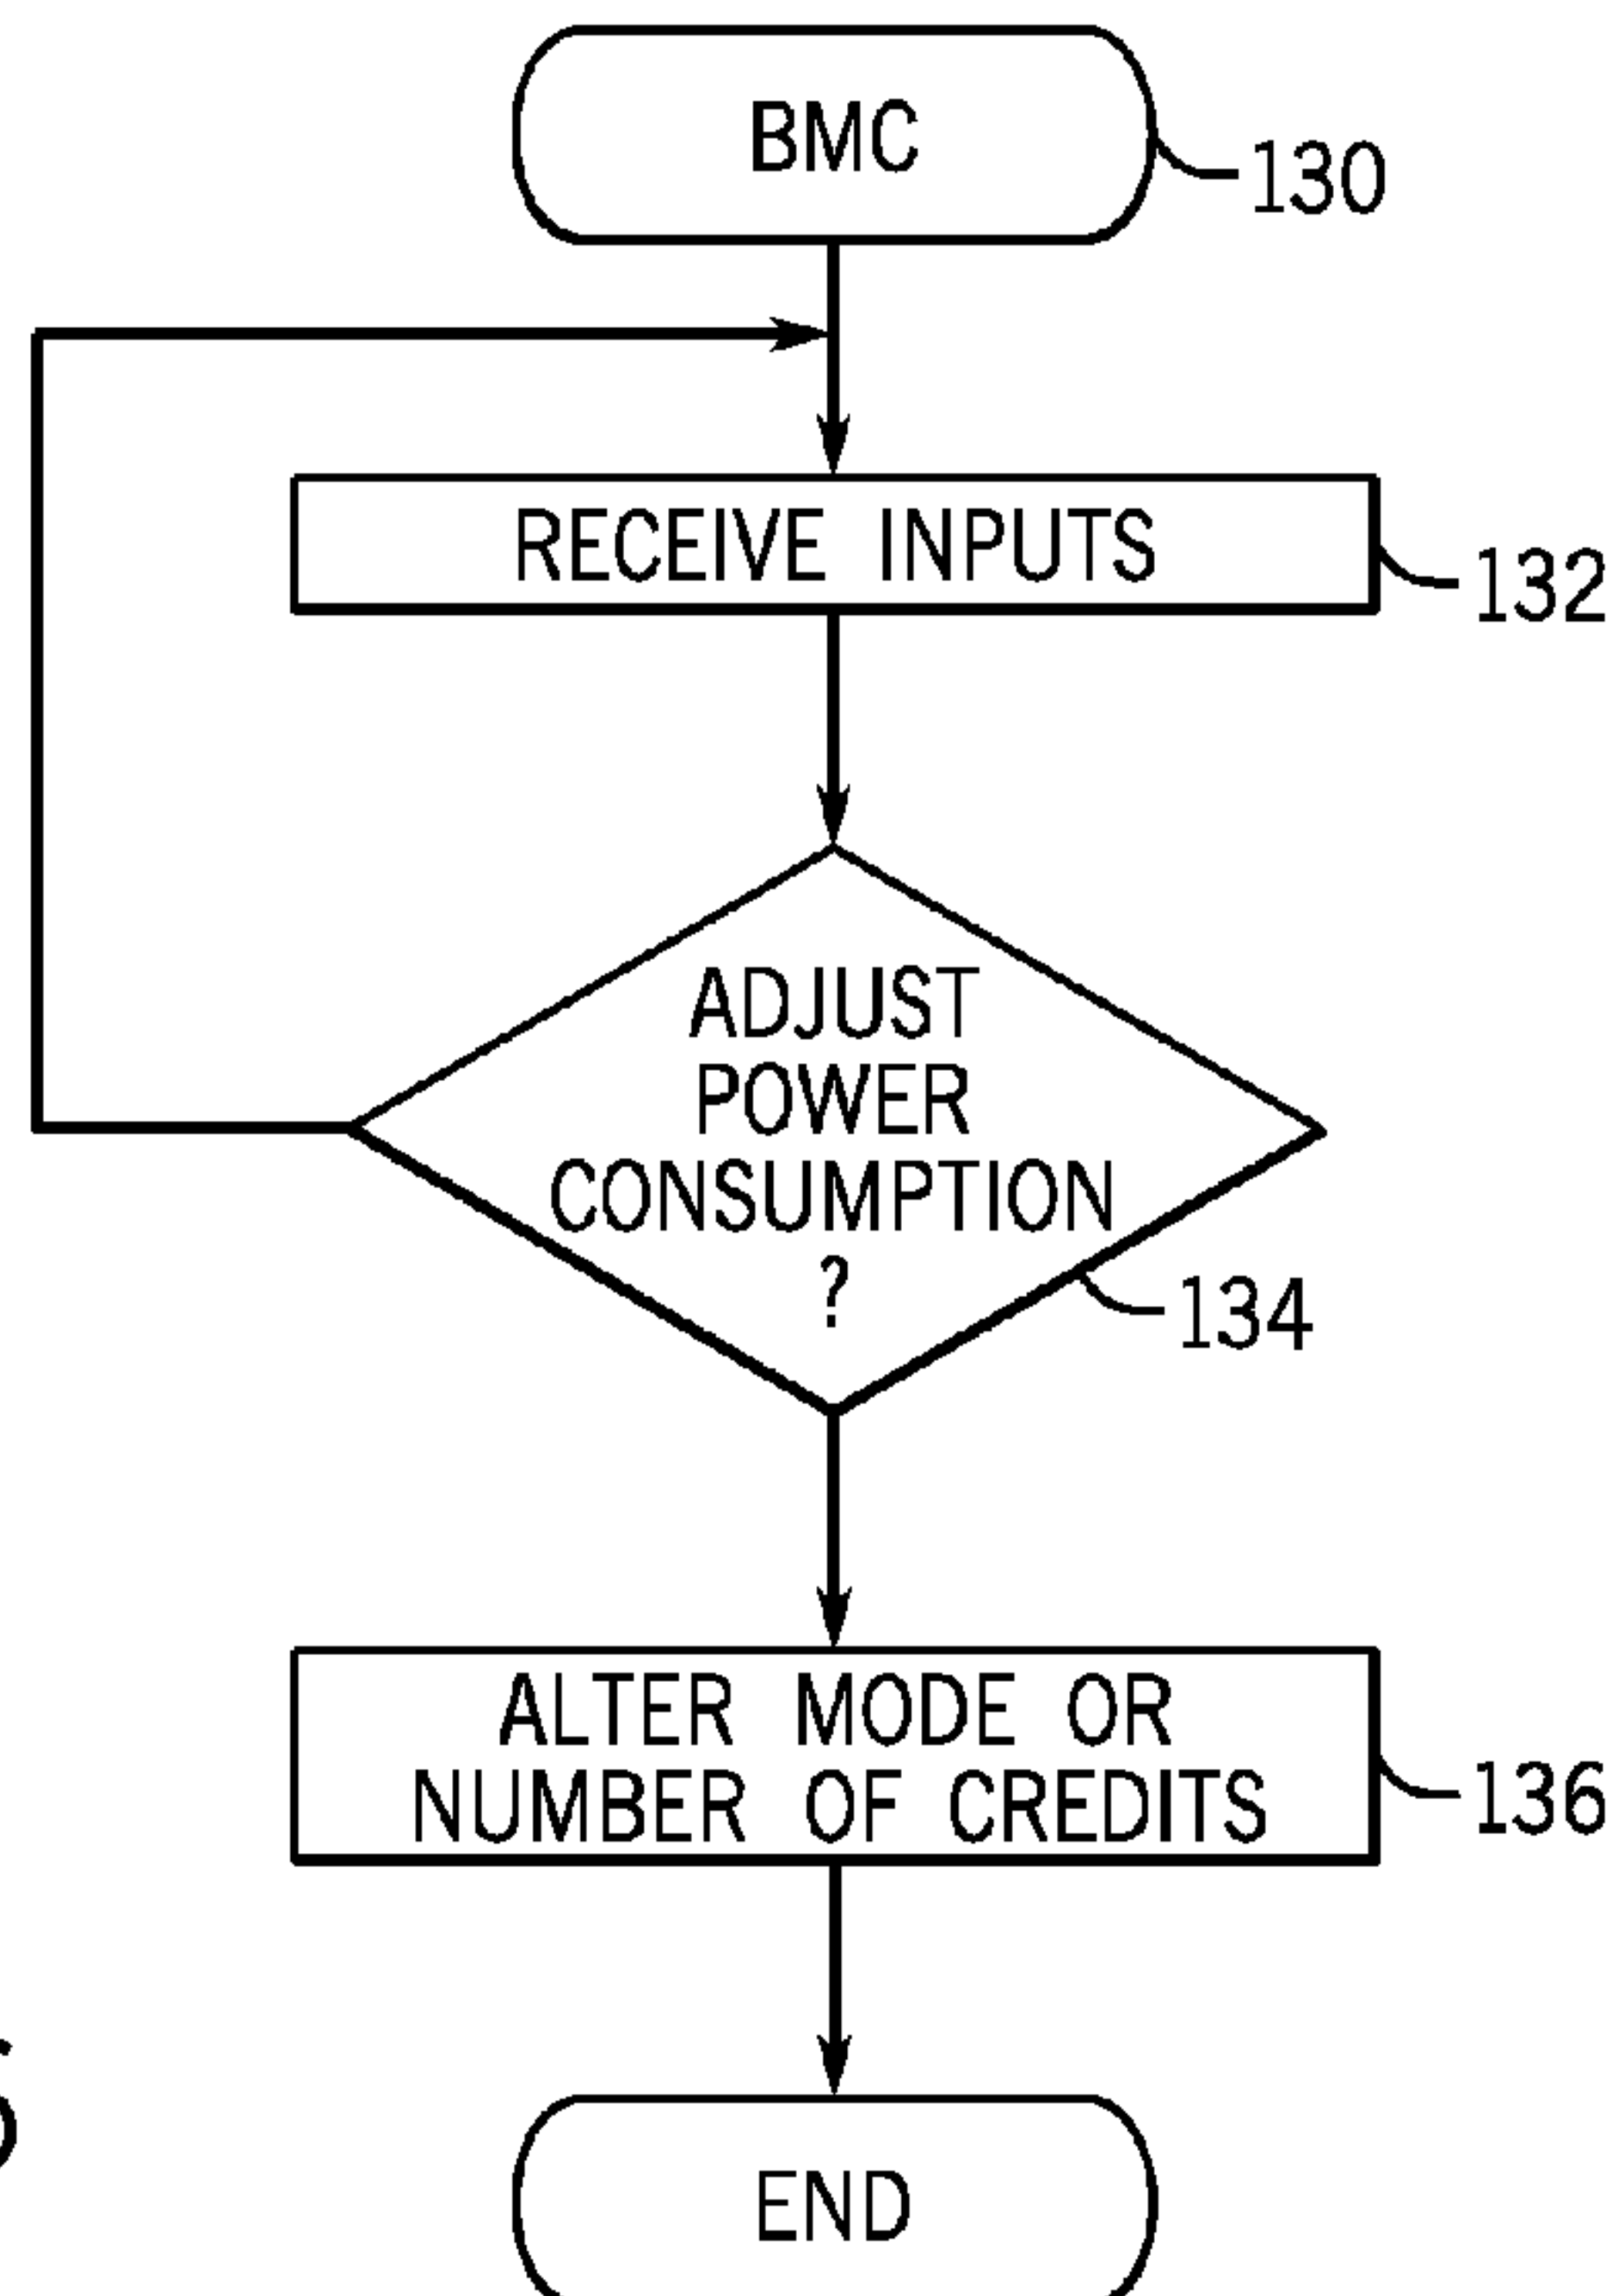 BMC
130
RECEIVE INPUTS
132
ADJUST
POWER
CONSUMPTION
?
134
ALTER MODE OR
NUMBER OF CREDITS
136
END